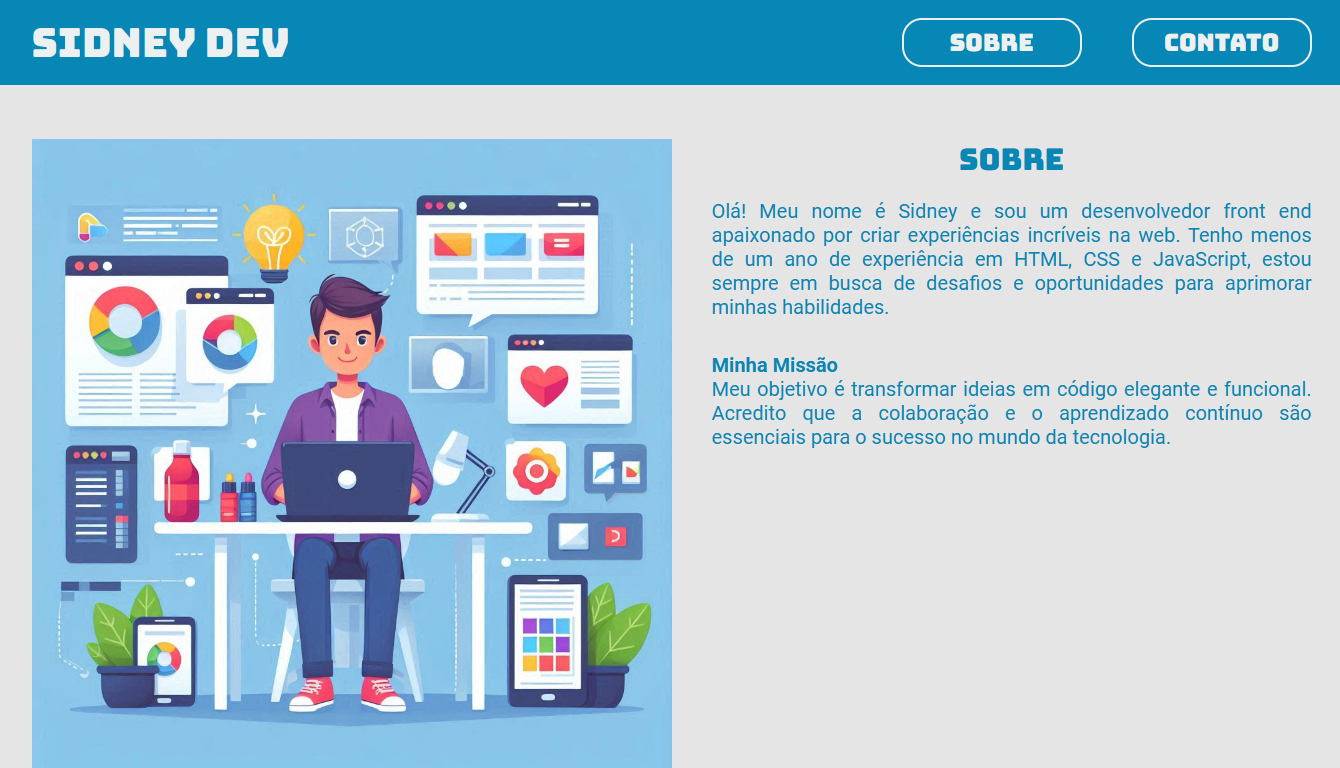 SIDNEY DEV
SOBRE
CONTATO
SOBRE
Olá! Meu nome é Sidney e sou um desenvolvedor front end
apaixonado por criar experiências incríveis na web. Tenho menos
de um ano de experiência em HTML, CSS e JavaScript, estou
sempre em busca de desafios e oportunidades para aprimorar
minhas habilidades.
Minha Missão
Meu objetivo é transformar ideias em código elegante e funcional.
Acredito que a colaboração e o aprendizado contínuo são
essenciais para o sucesso no mundo da tecnologia.